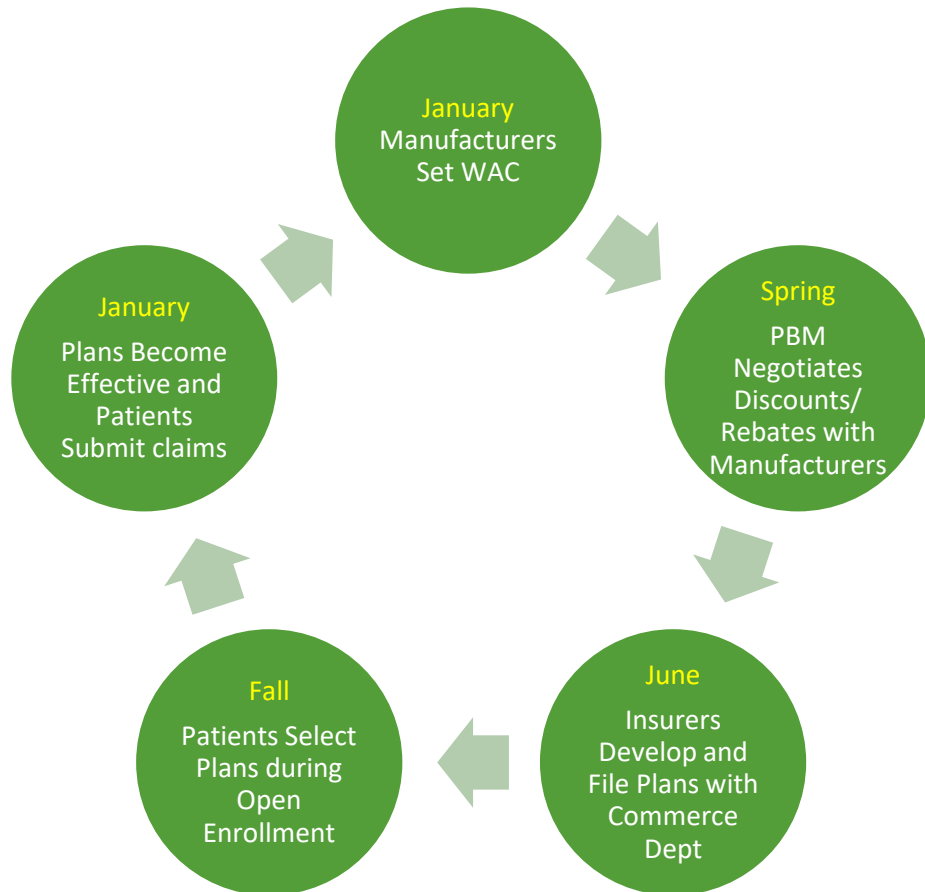 January
Manufacturers
Set WAC
Spring
PBM
Negotiates
Discounts/
Rebates with
Manufacturers
June
Insurers
Develop and
File Plans with
Commerce
Dept
Fall
Patients Select
Plans during
Open
Enrollment
January
Plans Become
Effective and
Patients
Submit claims